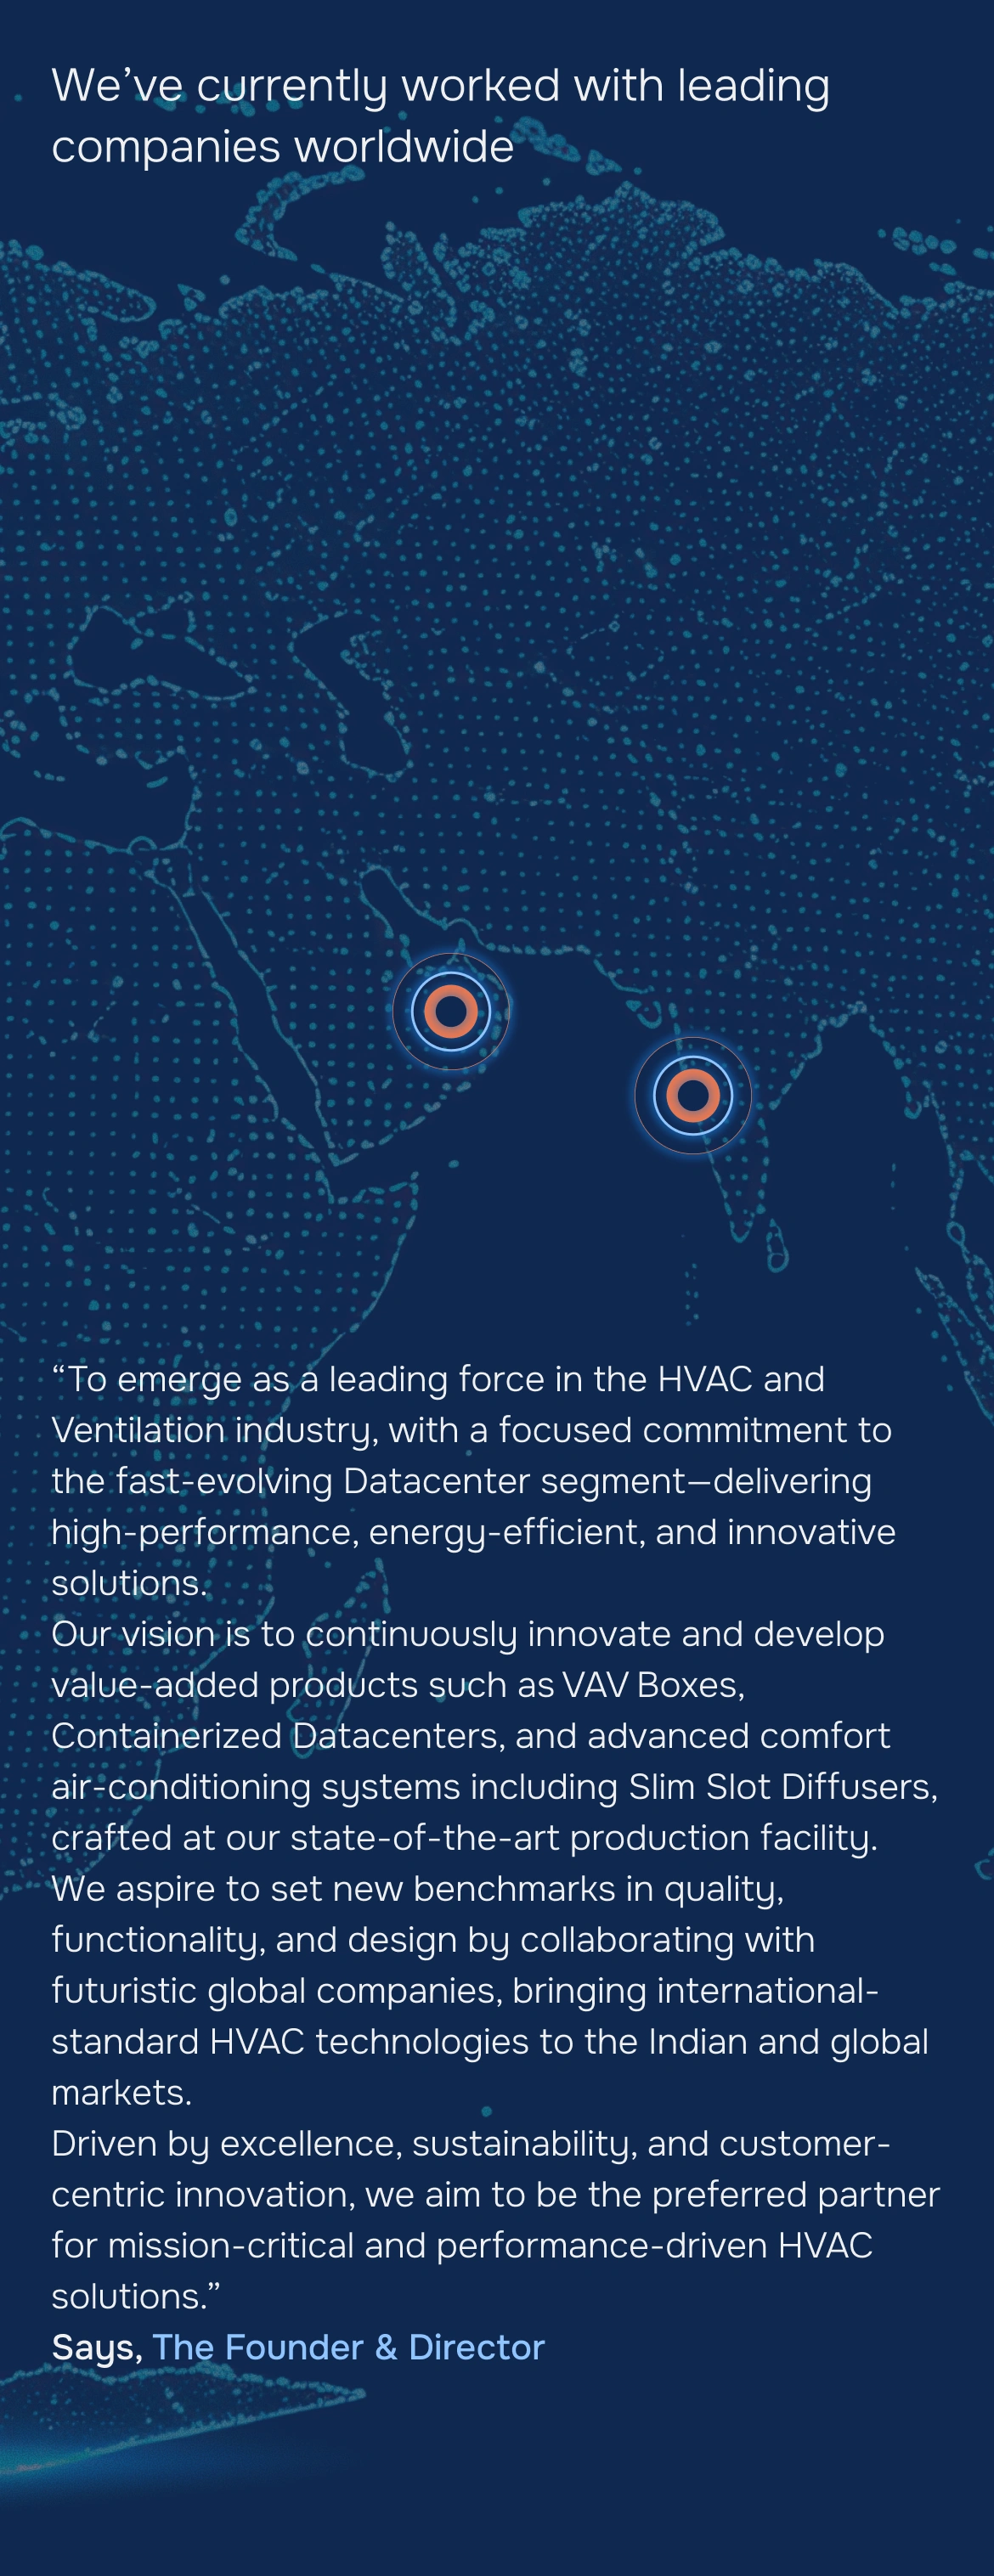 We’ve currently worked with leading
companies worldwide
“To emerge as a leading force in the HVAC and
Ventilation industry, with a focused commitment to
the fast-evolving Datacenter segment—delivering
high-performance, energy-efficient, and innovative
solutions.
Our vision is to continuously innovate and develop
value-added products such as VAV Boxes,
Containerized Datacenters, and advanced comfort
air-conditioning systems including Slim Slot Diffusers,
crafted at our state-of-the-art production facility.
We aspire to set new benchmarks in quality,
functionality, and design by collaborating with
futuristic global companies, bringing international-
standard HVAC technologies to the Indian and global
markets.
Driven by excellence, sustainability, and customer-
centric innovation, we aim to be the preferred partner
for mission-critical and performance-driven HVAC
solutions.”
Says, The Founder & Director